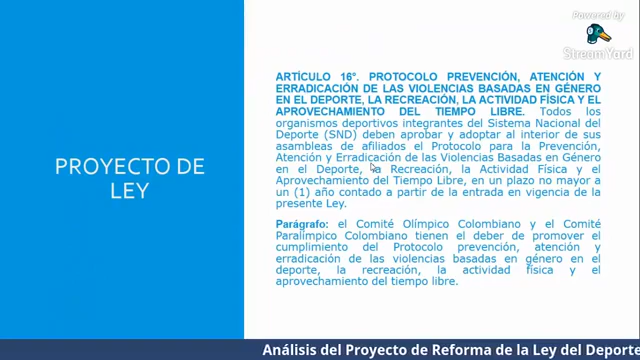 Powered by
StreamYard
ARTÍCULO 16°. PROTOCOLO PREVENCIÓN, ATENCIÓN Y
ERRADICACIÓN DE LAS VIOLENCIAS BASADAS EN GÉNERO
EN EL DEPORTE, LA RECREACIÓN, LA ACTIVIDAD FÍSICA Y EL
APROVECHAMIENTO DEL TIEMPO LIBRE. Todos los
organismos deportivos integrantes del Sistema Nacional del
Deporte (SND) deben aprobar y adoptar al interior de sus
asambleas de afiliados el Protocolo para la Prevención,
Atención y Erradicación de las Violencias Basadas en Género
en el Deporte, la Recreación, la Actividad Física y el
Aprovechamiento del Tiempo Libre, en un plazo no mayor a
un (1) año contado a partir de la entrada en vigencia de la
presente Ley.
PROYECTO DE
LEY
Parágrafo: el Comité Olímpico Colombiano y el Comité
Paralímpico Colombiano tienen el deber de promover el
cumplimiento del Protocolo prevención, atención y
erradicación de las violencias basadas en género en el
deporte, la recreación, la actividad física y el
aprovechamiento del tiempo libre.
Análisis del Proyecto de Reforma de la Ley del Deporte